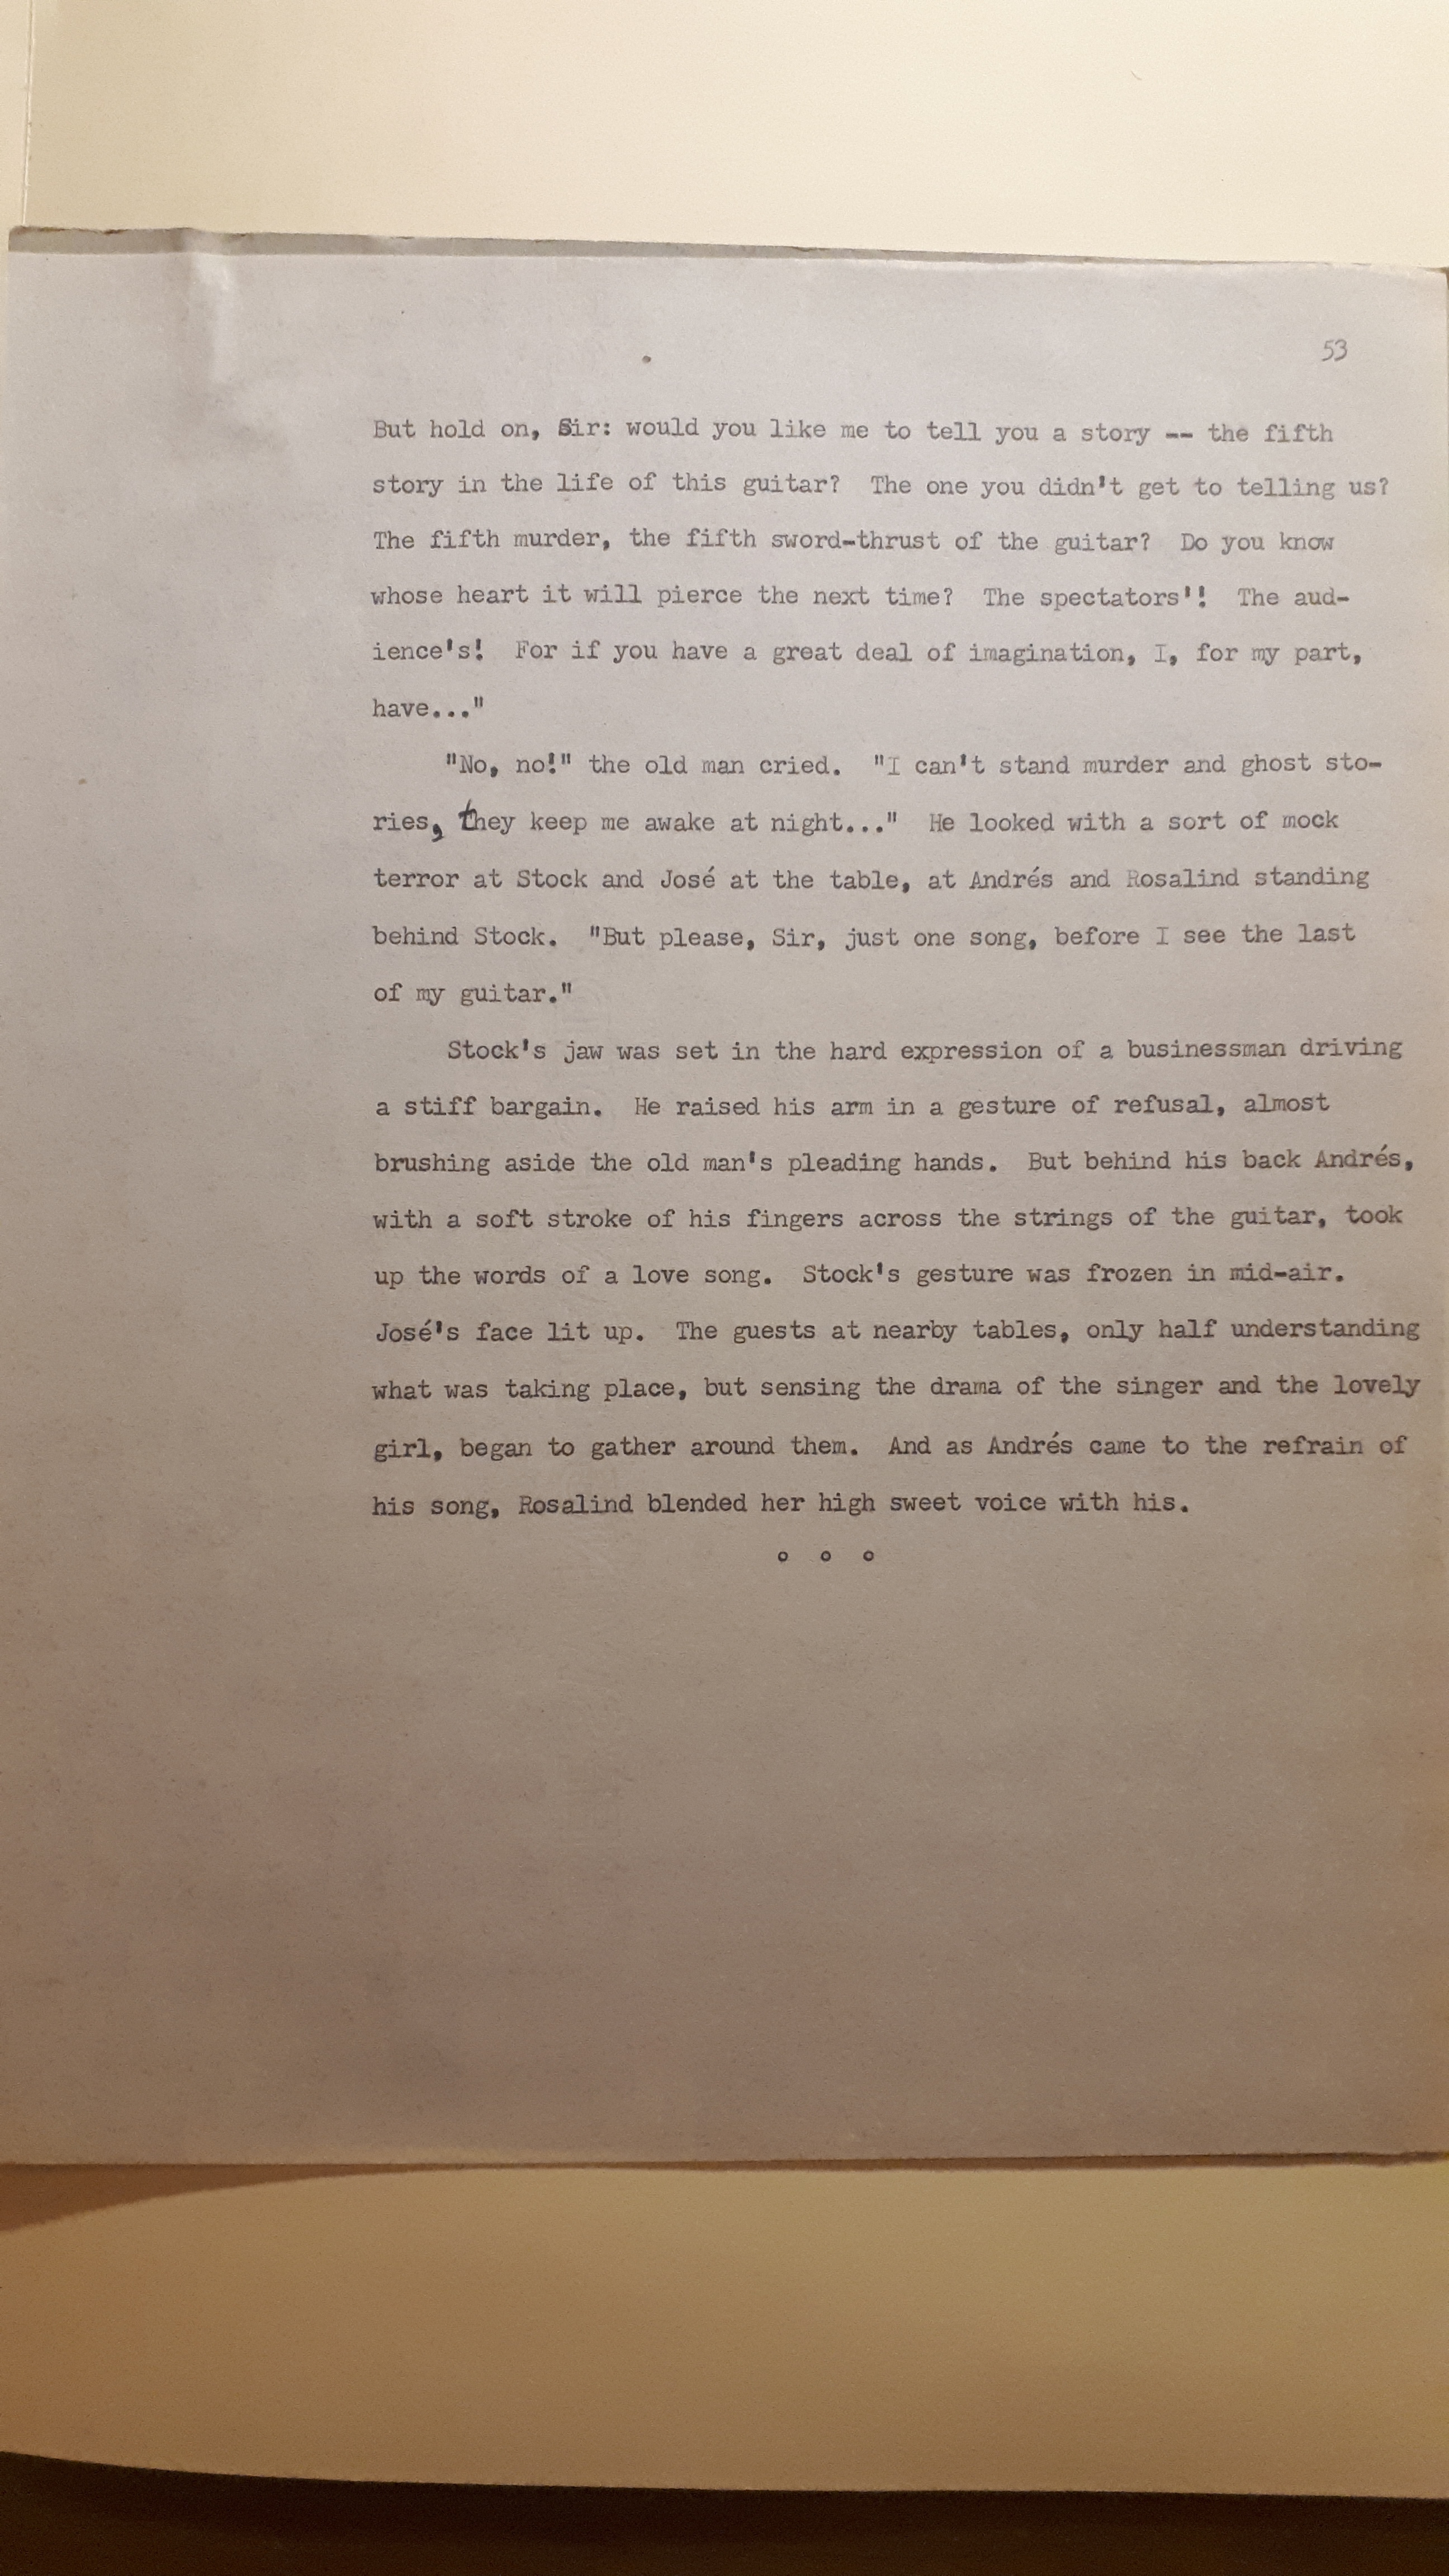 53
But hold on, Sir: would you like me to tell you a story -- the fifth
story in the life of this guitar? The one you didn't get to telling us?
The fifth murder, the fifth sword-thrust of the guitar? Do you know
whose heart it will pierce the next time? The spectators'! The aud-
ience's! For if you have a great deal of imagination, I, for my part,
have..."
"No, no!" the old man cried. "I can't stand murder and ghost sto-
ries, they keep me awake at night..." He looked with a sort of mock
terror at Stock and José at the table, at Andrés and Rosalind standing
behind Stock. "But please, Sir, just one song, before I see the last
of my guitar."
Stock's jaw was set in the hard expression of a businessman driving
a stiff bargain. He raised his arm in a gesture of refusal, almost
brushing aside the old man's pleading hands. But behind his back Andrés,
with a soft stroke of his fingers across the strings of the guitar, took
up the words of a love song. Stock's gesture was frozen in mid-air.
José's face lit up. The guests at nearby tables, only half understanding
what was taking place, but sensing the drama of the singer and the lovely
girl, began to gather around them. And as Andrés came to the refrain of
his song, Rosalind blended her high sweet voice with his.
o o o